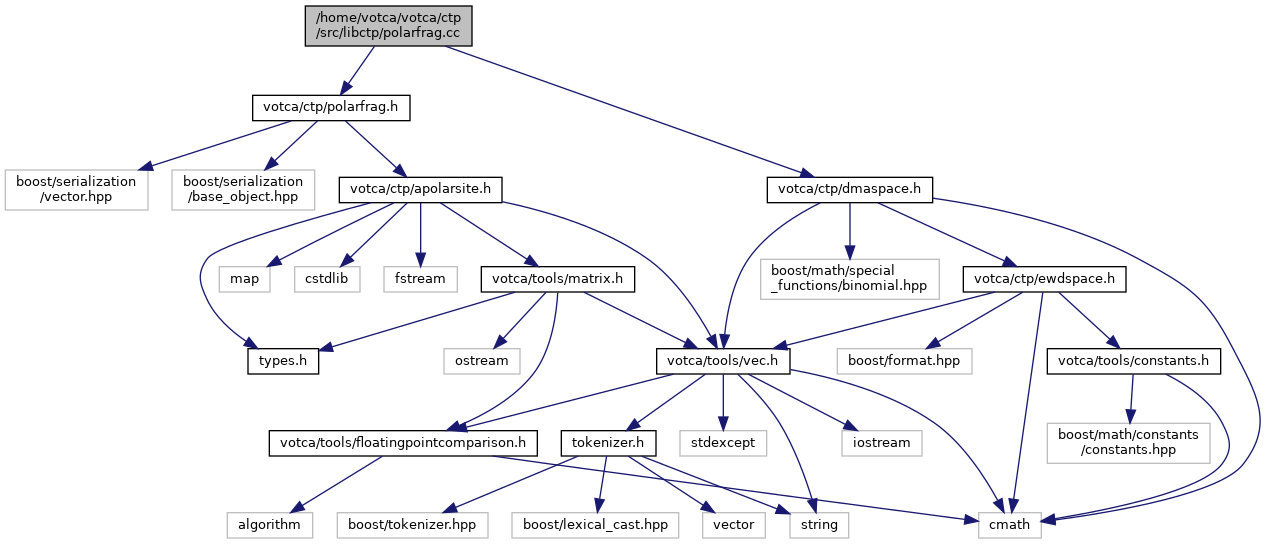 /home/votca/votca/ctp
/src/libctp/polarfrag.cc
votca/ctp/polarfrag.h
boost/serialization
/vector.hpp
boost/serialization
/base_object.hpp
votca/ctp/apolarsite.h
votca/ctp/dmaspace.h
map
cstdlib
fstream
votca/tools/matrix.h
boost/math/special
_functions/binomial.hpp
votca/ctp/ewdspace.h
types.h
ostream
votca/tools/vec.h
boost/format.hpp
votca/tools/constants.h
votca/tools/floatingpointcomparison.h
tokenizer.h
stdexcept
iostream
boost/math/constants
/constants.hpp
algorithm
boost/tokenizer.hpp
boost/lexical_cast.hpp
vector
string
cmath